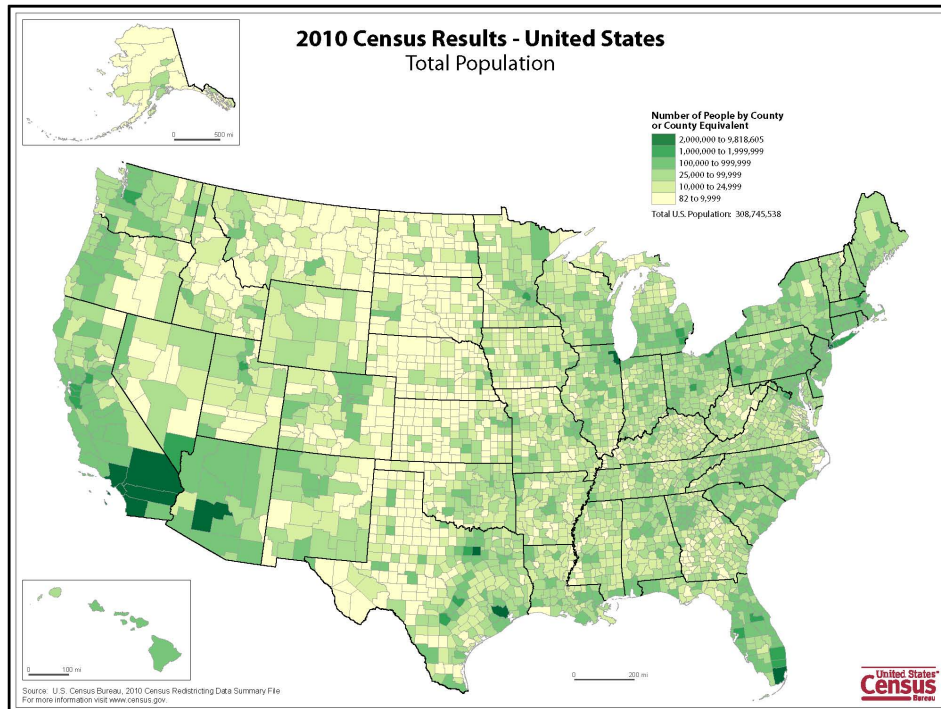 2010 Census Results - United States
Total Population
0 500 mi
Number of People by County
or County Equivalent
2,000,000 to 9,818,605
1,000,000 to 1,999,999
100,000 to 999,999
25,000 to 99,999
10,000 to 24,999
82 to 9,999
Total U.S. Population: 308,745,538
0 100 mi
0 200 mi
Source: U.S. Census Bureau, 2010 Census Redistricting Data Summary File
For more information visit www.census.gov.
United States®
Census
Bureau